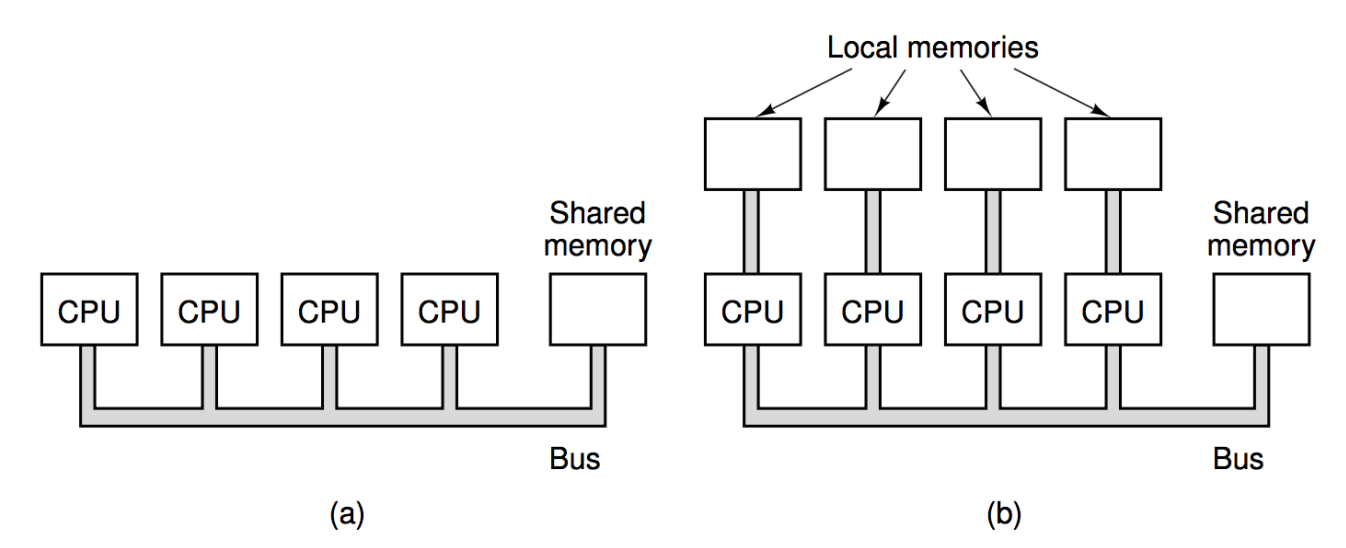 Local memories
Shared
memory
CPU CPU CPU CPU
Bus
(a)
Shared
memory
CPU CPU CPU CPU
Bus
(b)